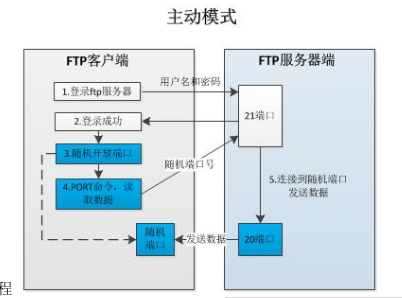 主动模式
FTP客户端
FTP服务器端
用户名和密码
1.登录ftp服务器
2.登录成功
21端口
3.随机开放端口
随机端口号
4.PORT命令，读
取数据
5.连接到随机端口
发送数据
随机
端口
发送数据
20端口
程